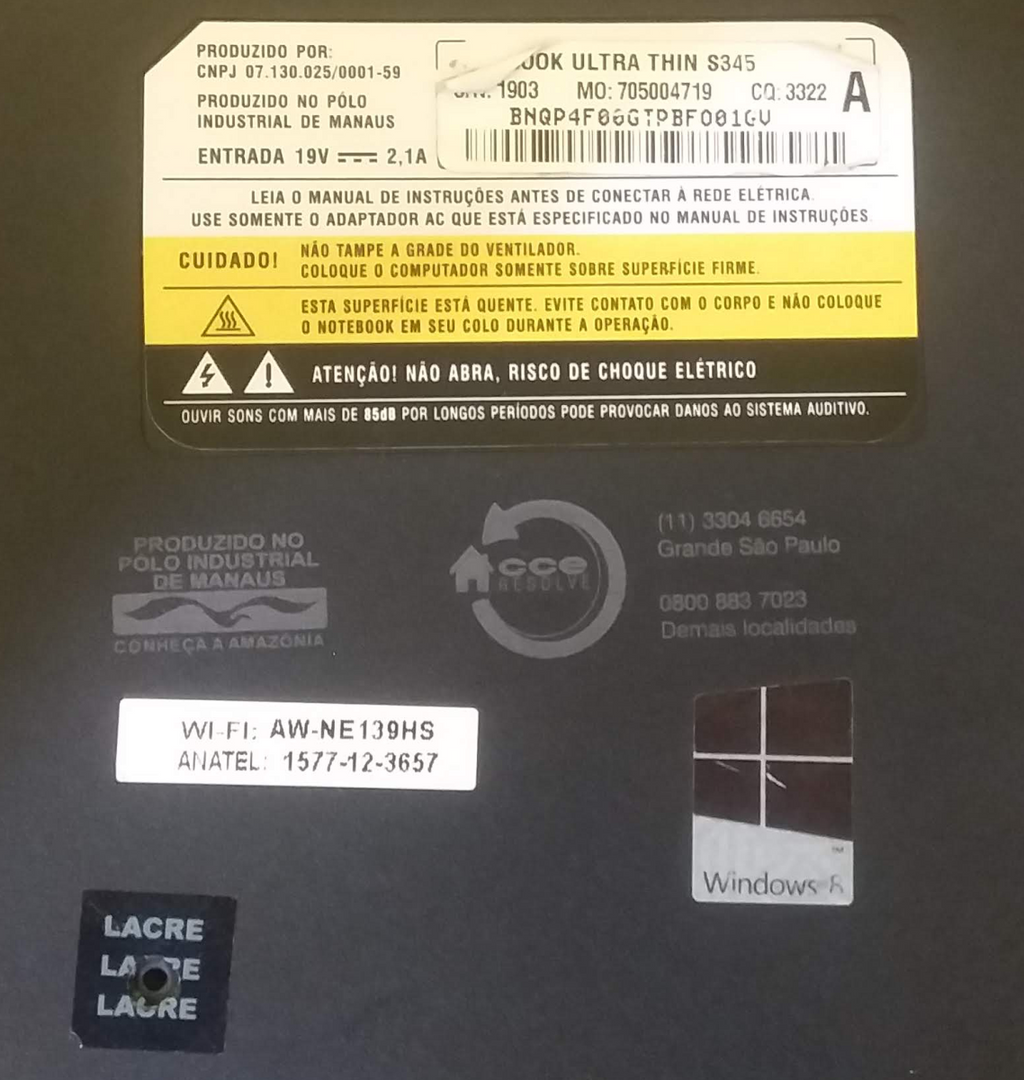 PRODUZIDO POR:
CNPJ 07.130.025/0001-59
PRODUZIDO NO PÓLO
INDUSTRIAL DE MANAUS
ENTRADA 19V 2,1A
ULTRA THIN S345
1903 MO: 705004719 CQ: 3322 A
LEIA O MANUAL DE INSTRUÇÕES ANTES DE CONECTAR À REDE ELÉTRICA.
USE SOMENTE O ADAPTADOR AC QUE ESTÁ ESPECIFICADO NO MANUAL DE INSTRUÇÕES.
CUIDADO!
NÃO TAMPE A GRADE DO VENTILADOR.
COLOQUE O COMPUTADOR SOMENTE SOBRE SUPERFÍCIE FIRME.
ESTA SUPERFÍCIE ESTÁ QUENTE. EVITE CONTATO COM O CORPO E NÃO COLOQUE
O NOTEBOOK EM SEU COLO DURANTE A OPERAÇÃO.
ATENÇÃO! NÃO ABRA, RISCO DE CHOQUE ELÉTRICO
OUVIR SONS COM MAIS DE 85dB POR LONGOS PERÍODOS PODE PROVOCAR DANOS AO SISTEMA AUDITIVO.
PRODUZIDO NO
PÓLO INDUSTRIAL
DE MANAUS
CONHEÇA A AMAZÔNIA
cce
RESOLVE
(11) 3304 6654
Grande São Paulo
0800 883 7023
Demais localidades
WI-FI: AW-NE139HS
ANATEL: 1577-12-3657
Windows 8
LACRE
LACRE
LACRE